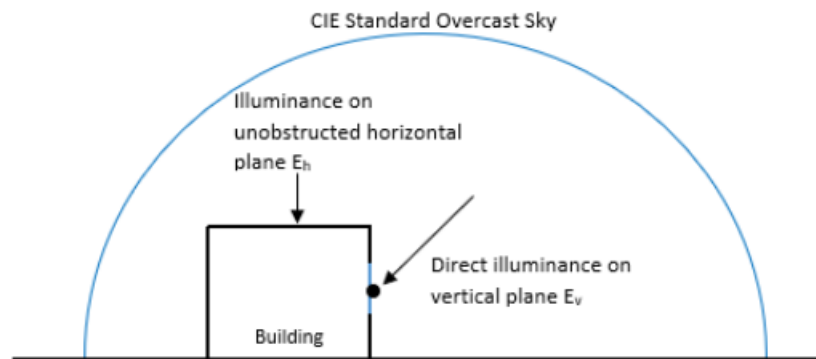 CIE Standard Overcast Sky
Illuminance on
unobstructed horizontal
plane Eₕ
Direct illuminance on
vertical plane Eᵥ
Building